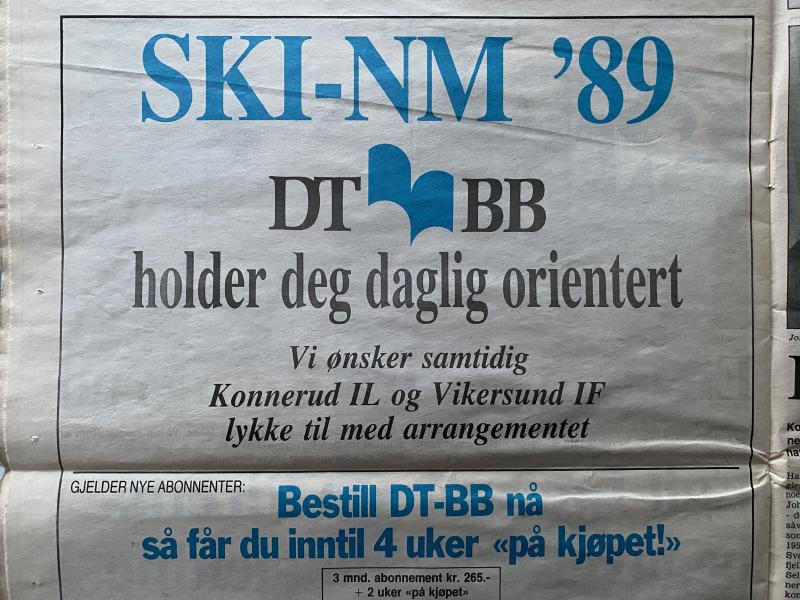 SKI-NM ’89
DT BB
holder deg daglig orientert
Vi ønsker samtidig
Konnerud IL og Vikersund IF
lykke til med arrangementet
GJELDER NYE ABONNENTER:
Bestill DT-BB nå
så får du inntil 4 uker «på kjøpet!»
3 mnd. abonnement kr. 265.-
+ 2 uker «på kjøpet»